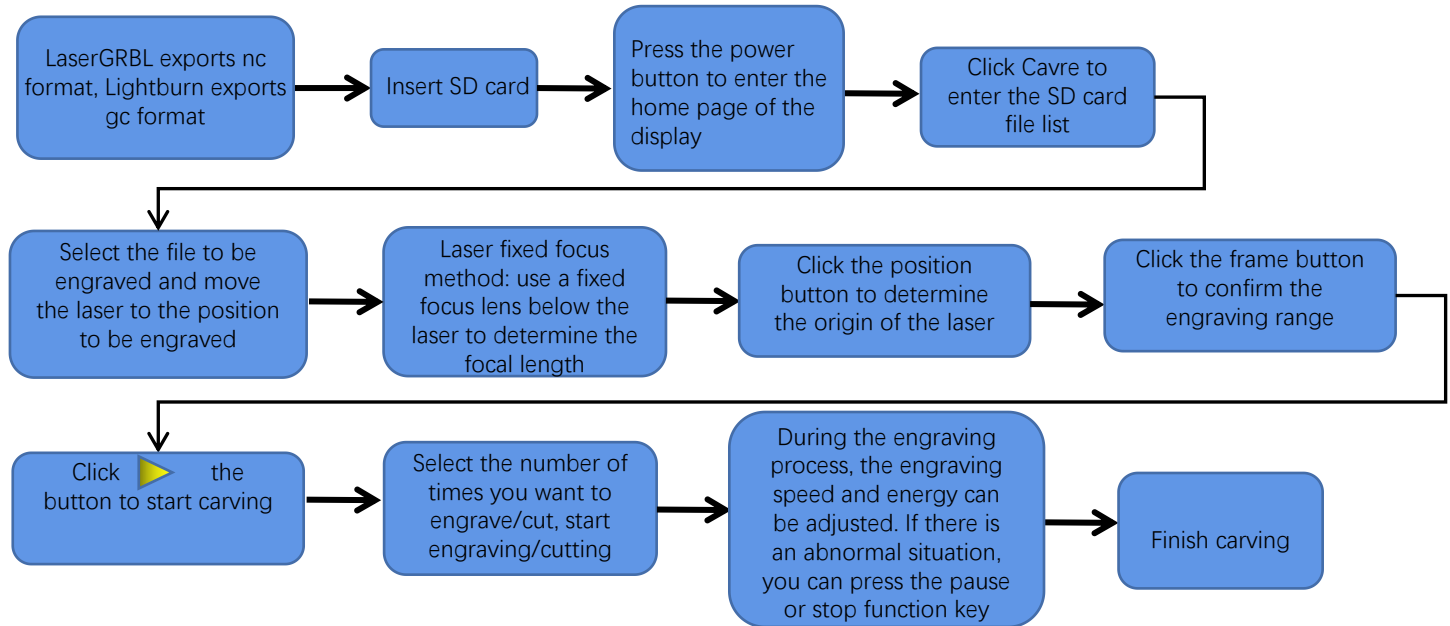 LaserGRBL exports nc
format, Lightburn exports
gc format
Insert SD card
Press the power
button to enter the
home page of the
display
Click Cavre to
enter the SD card
file list
Select the file to be
engraved and move
the laser to the position
to be engraved
Laser fixed focus
method: use a fixed
focus lens below the
laser to determine the
focal length
Click the position
button to determine
the origin of the laser
Click the frame button
to confirm the
engraving range
Click the
button to start carving
Select the number of
times you want to
engrave/cut, start
engraving/cutting
During the engraving
process, the engraving
speed and energy can
be adjusted. If there is
an abnormal situation,
you can press the pause
or stop function key
Finish carving